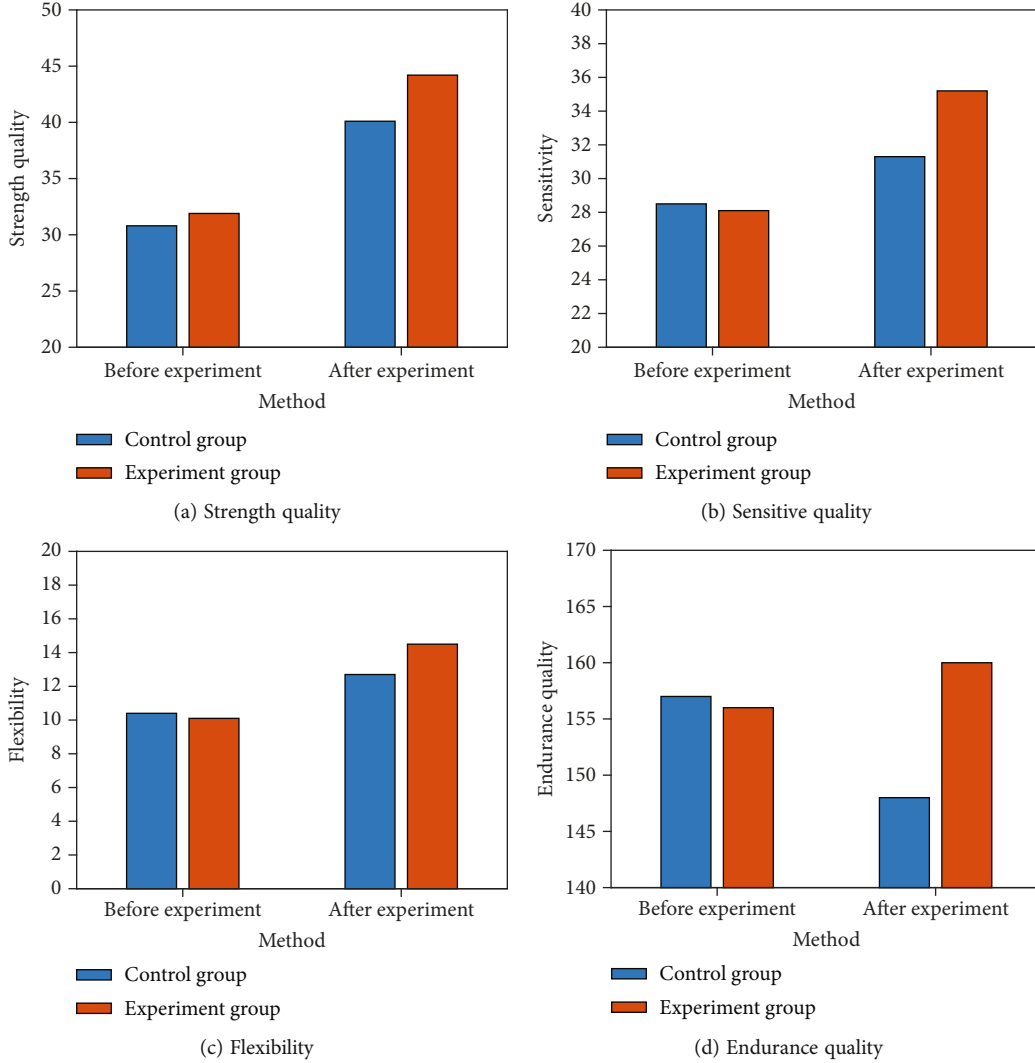 50
45
40
35
30
25
20
Strength quality
Before experiment
After experiment
Method
Control group
Experiment group
(a) Strength quality
40
38
36
34
32
30
28
26
24
22
20
Sensitivity
Before experiment
After experiment
Method
Control group
Experiment group
(b) Sensitive quality
20
18
16
14
12
10
8
6
4
2
0
Flexibility
Before experiment
After experiment
Method
Control group
Experiment group
(c) Flexibility
170
165
160
155
150
145
140
Endurance quality
Before experiment
After experiment
Method
Control group
Experiment group
(d) Endurance quality